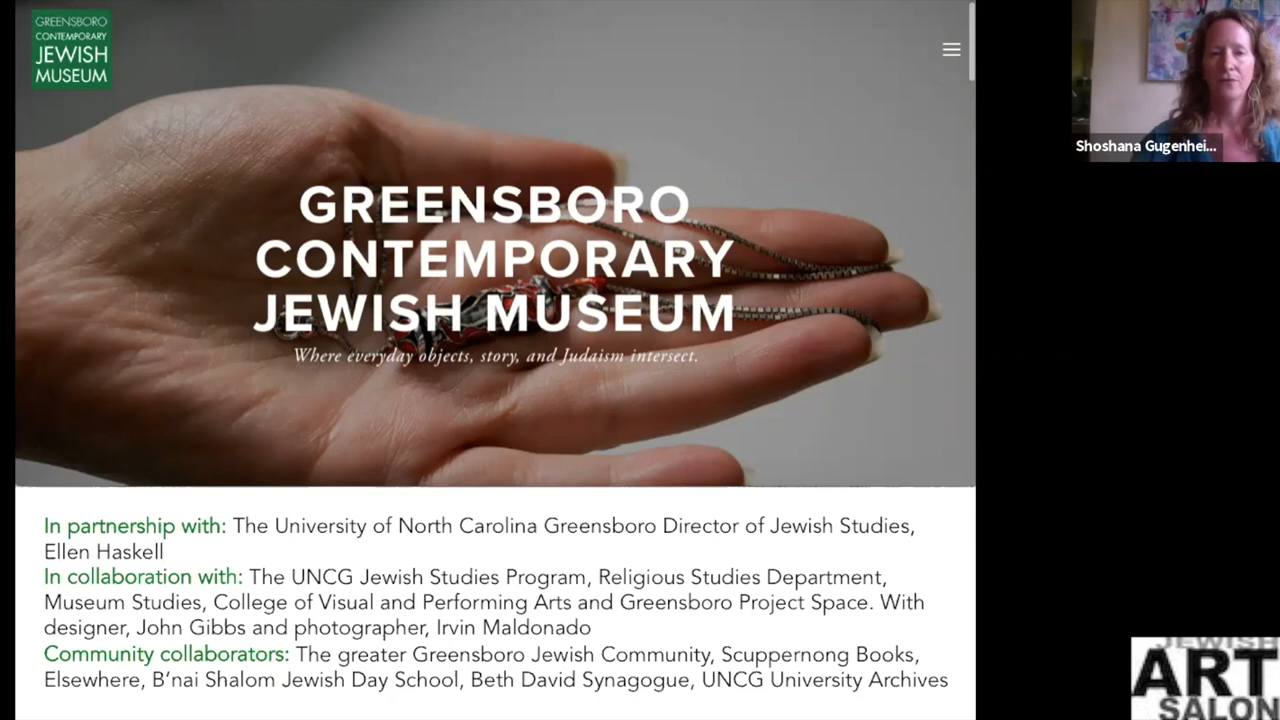 GREENSBORO
CONTEMPORARY
JEWISH
MUSEUM
GREENSBORO
CONTEMPORARY
JEWISH MUSEUM
Where everyday objects, story, and Judaism intersect.
Shoshana Gugenhei...
In partnership with: The University of North Carolina Greensboro Director of Jewish Studies,
Ellen Haskell
In collaboration with: The UNCG Jewish Studies Program, Religious Studies Department,
Museum Studies, College of Visual and Performing Arts and Greensboro Project Space. With
designer, John Gibbs and photographer, Irvin Maldonado
Community collaborators: The greater Greensboro Jewish Community, Scuppernong Books,
Elsewhere, B’nai Shalom Jewish Day School, Beth David Synagogue, UNCG University Archives
JEWISH
ART
SALON